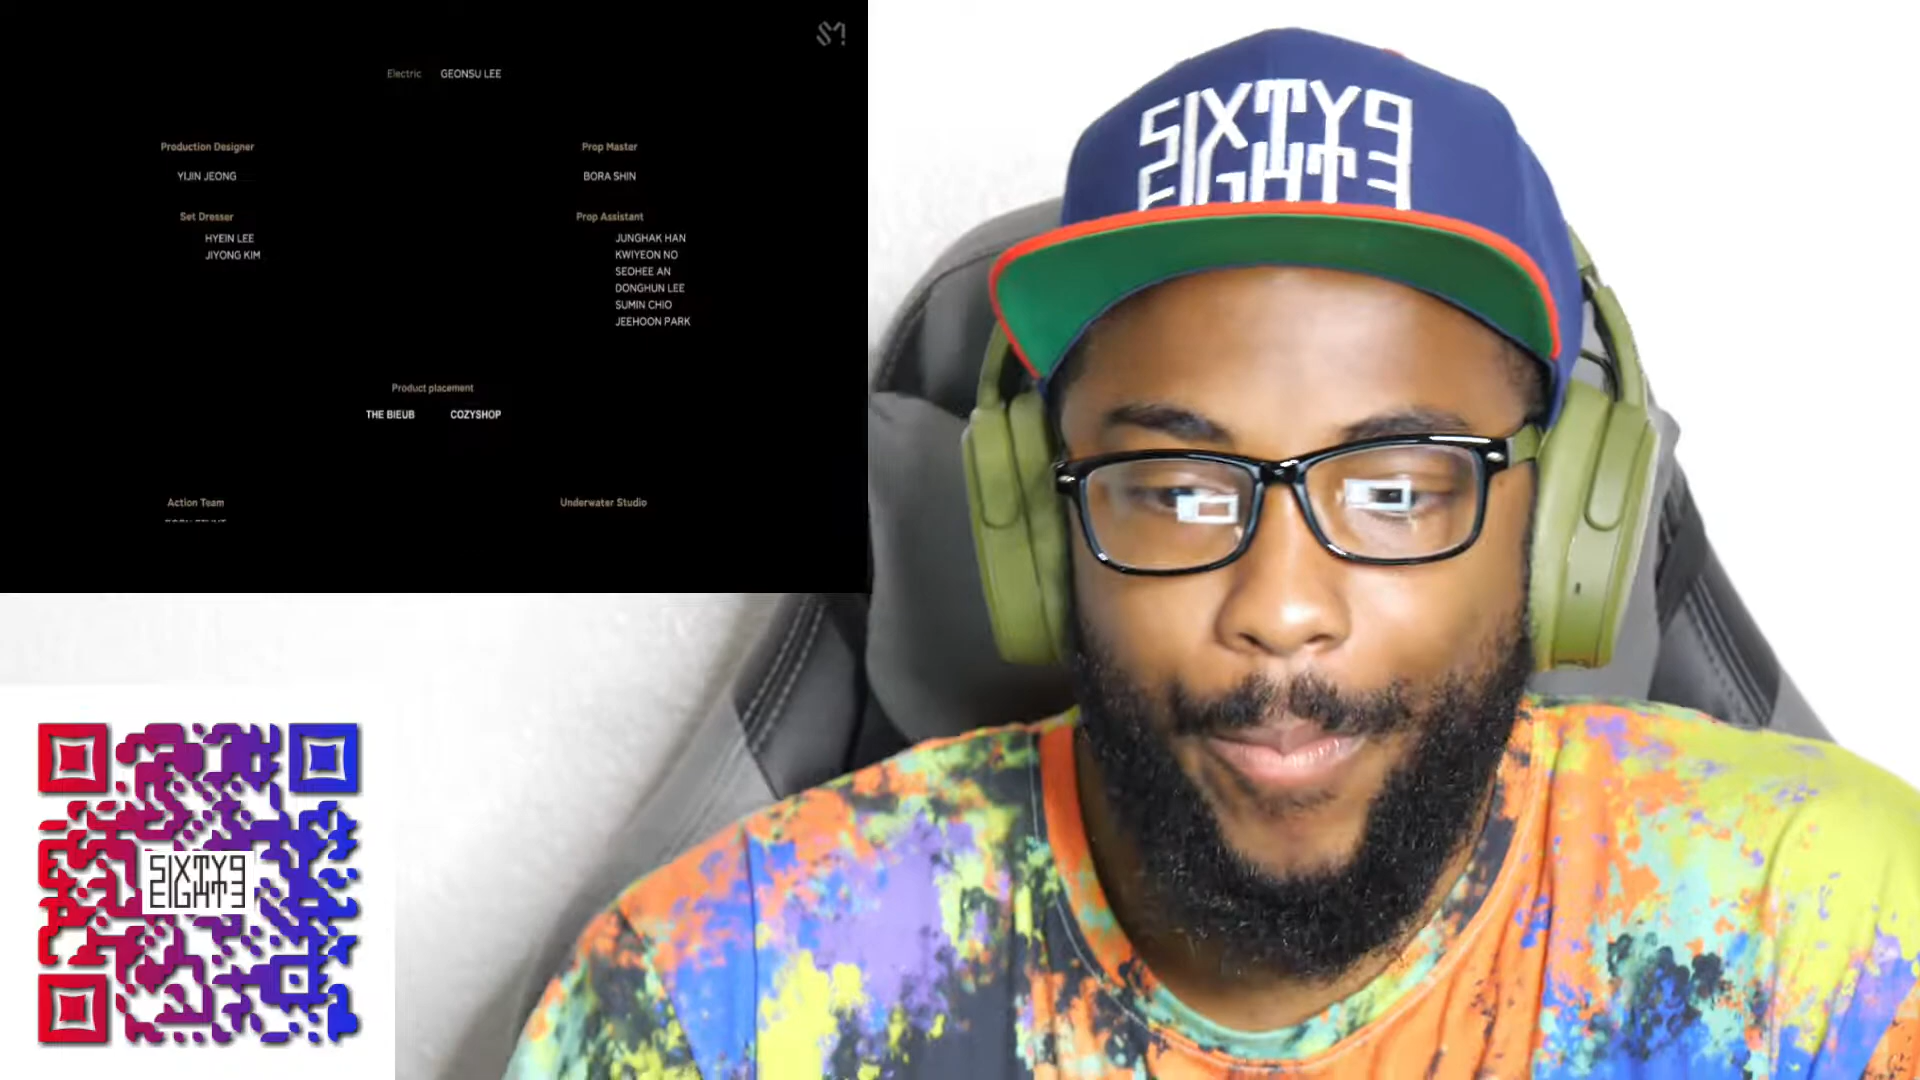 SM
Electric GEONSU LEE
Production Designer
YIJIN JEONG
Set Dresser
HYEIN LEE
JIYONG KIM
Prop Master
BORA SHIN
Prop Assistant
JUNGHAK HAN
KWIYEON NO
SEOHEE AN
DONGHUN LEE
SUMIN CHIO
JEEHOON PARK
Product placement
THE BIEUB COZYSHOP
Action Team
Underwater Studio
SIXTY9
EIGHT3
SIXTY9
EIGHT3